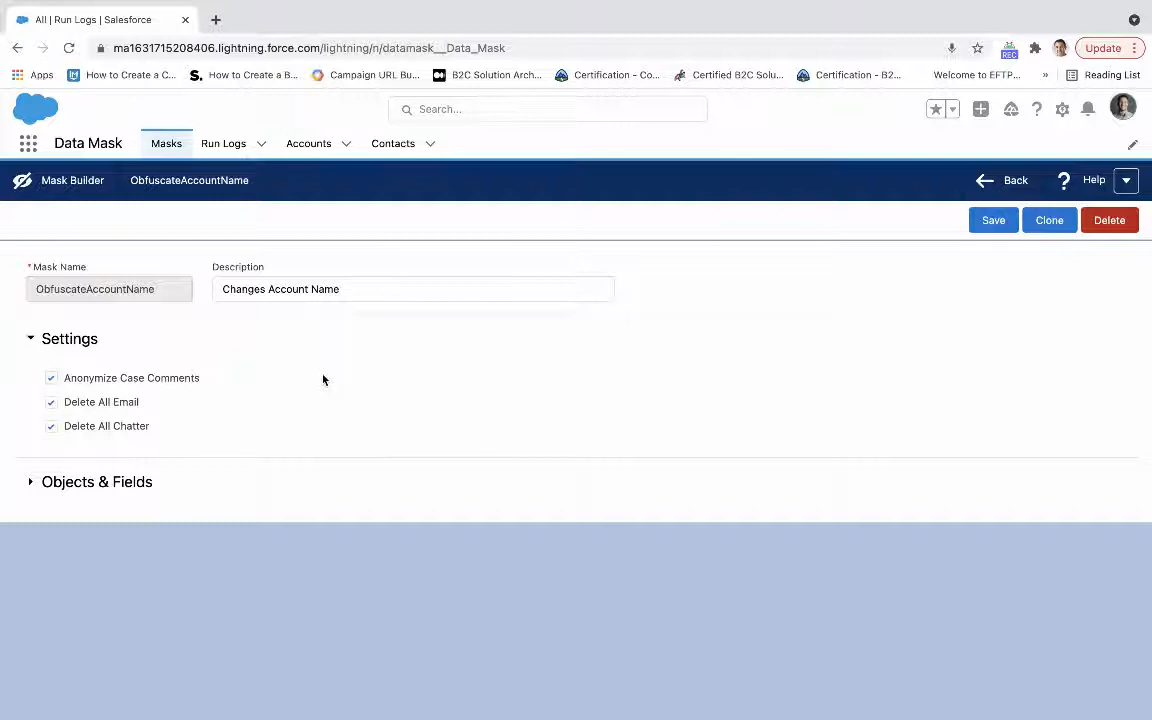 All | Run Logs | Salesforce
ma1631715208406.lightning.force.com/lightning/n/datamask__Data_Mask
REC
Update
Apps
How to Create a C...
S. How to Create a B...
Campaign URL Bu...
B2C Solution Arch...
Certification - Co...
Certified B2C Solu...
Certification - B2...
Welcome to EFTP...
»
Reading List
Search...
Data Mask
Masks
Run Logs
Accounts
Contacts
Mask Builder
ObfuscateAccountName
Back
? Help
Save
Clone
Delete
* Mask Name
Description
ObfuscateAccountName
Changes Account Name
Settings
Anonymize Case Comments
Delete All Email
Delete All Chatter
Objects & Fields